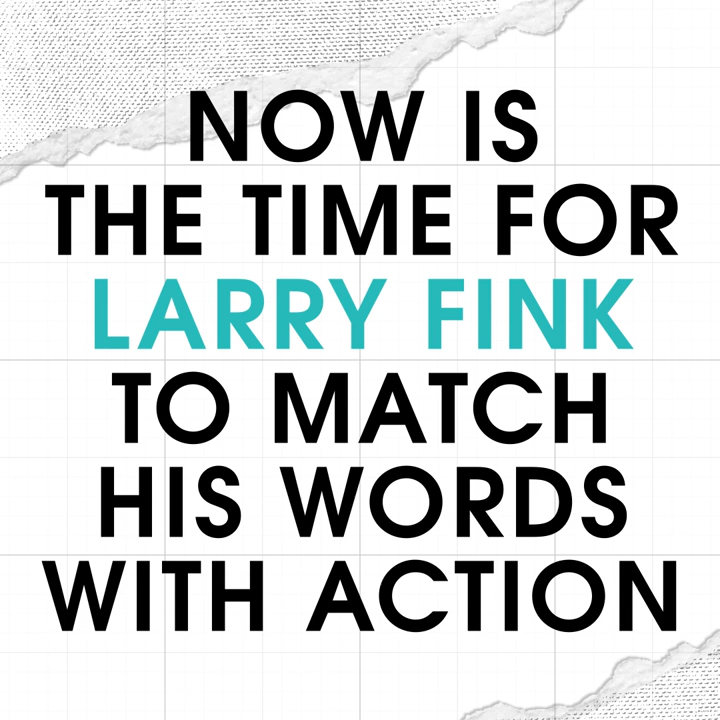 NOW IS
THE TIME FOR
LARRY FINK
TO MATCH
HIS WORDS
WITH ACTION